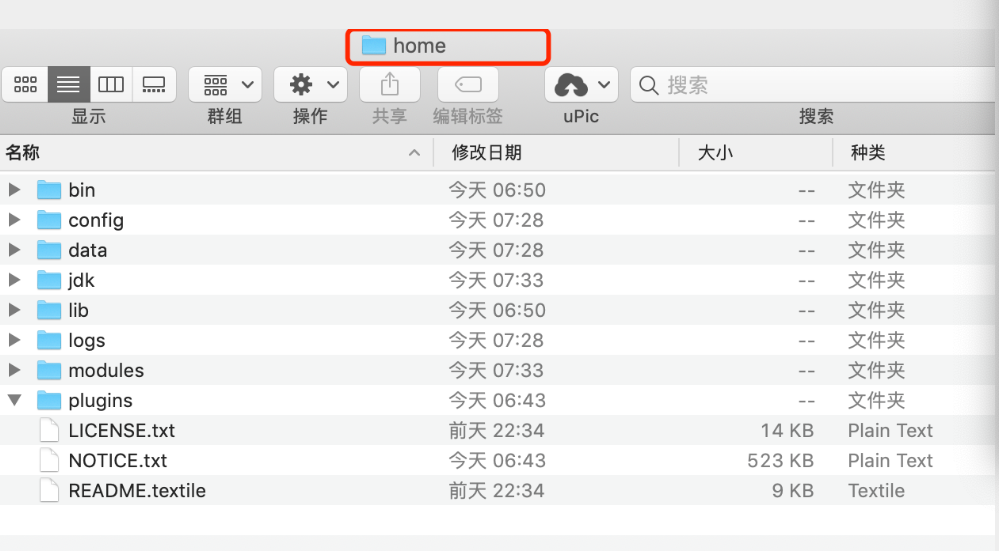 home
搜索
显示 群组 操作 共享 编辑标签 uPic 搜索
名称 修改日期 大小 种类
bin 今天 06:50 -- 文件夹
config 今天 07:28 -- 文件夹
data 今天 07:28 -- 文件夹
jdk 今天 07:33 -- 文件夹
lib 今天 06:50 -- 文件夹
logs 今天 07:28 -- 文件夹
modules 今天 07:33 -- 文件夹
plugins 今天 06:43 -- 文件夹
LICENSE.txt 前天 22:34 14 KB Plain Text
NOTICE.txt 今天 06:43 523 KB Plain Text
README.textile 前天 22:34 9 KB Textile